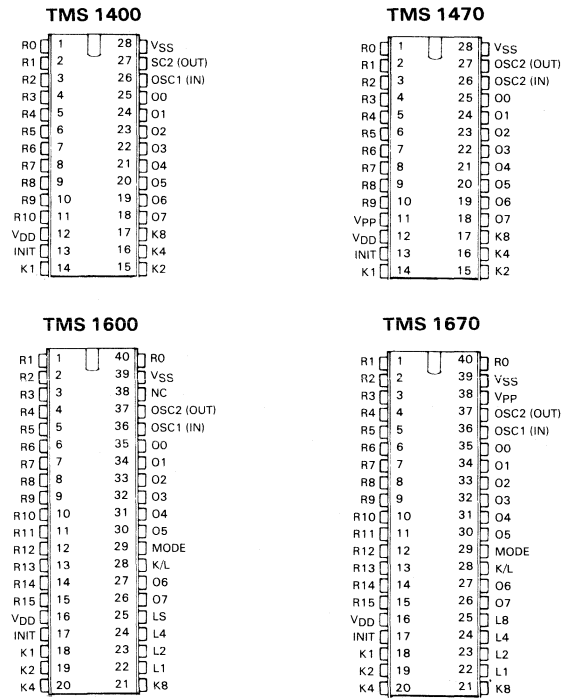 TMS 1400
R0 1 28 VSS
R1 2 27 SC2 (OUT)
R2 3 26 OSC1 (IN)
R3 4 25 O0
R4 5 24 O1
R5 6 23 O2
R6 7 22 O3
R7 8 21 O4
R8 9 20 O5
R9 10 19 O6
R10 11 18 O7
VDD 12 17 K8
INIT 13 16 K4
K1 14 15 K2
TMS 1470
R0 1 28 VSS
R1 2 27 OSC2 (OUT)
R2 3 26 OSC2 (IN)
R3 4 25 O0
R4 5 24 O1
R5 6 23 O2
R6 7 22 O3
R7 8 21 O4
R8 9 20 O5
R9 10 19 O6
VPP 11 18 O7
VDD 12 17 K8
INIT 13 16 K4
K1 14 15 K2
TMS 1600
R1 1 40 R0
R2 2 39 VSS
R3 3 38 NC
R4 4 37 OSC2 (OUT)
R5 5 36 OSC1 (IN)
R6 6 35 O0
R7 7 34 O1
R8 8 33 O2
R9 9 32 O3
R10 10 31 O4
R11 11 30 O5
R12 12 29 MODE
R13 13 28 K/L
R14 14 27 O6
R15 15 26 O7
VDD 16 25 LS
INIT 17 24 L4
K1 18 23 L2
K2 19 22 L1
K4 20 21 K8
TMS 1670
R1 1 40 R0
R2 2 39 VSS
R3 3 38 VPP
R4 4 37 OSC2 (OUT)
R5 5 36 OSC1 (IN)
R6 6 35 O0
R7 7 34 O1
R8 8 33 O2
R9 9 32 O3
R10 10 31 O4
R11 11 30 O5
R12 12 29 MODE
R13 13 28 K/L
R14 14 27 O6
R15 15 26 O7
VDD 16 25 L8
INIT 17 24 L4
K1 18 23 L2
K2 19 22 L1
K4 20 21 K8